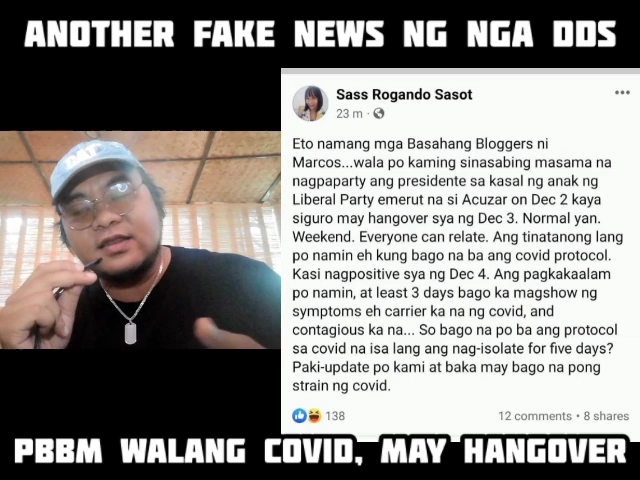 ANOTHER FAKE NEWS NG NGA DDS
Sass Rogando Sasot
23 m ·
Eto namang mga Basahang Bloggers ni
Marcos...wala po kaming sinasabing masama na
nagpaparty ang presidente sa kasal ng anak ng
Liberal Party emerut na si Acuzar on Dec 2 kaya
siguro may hangover sya ng Dec 3. Normal yan.
Weekend. Everyone can relate. Ang tinatanong lang
po namin eh kung bago na ba ang covid protocol.
Kasi nagpositive sya ng Dec 4. Ang pagkakaalam
po namin, at least 3 days bago ka magshow ng
symptoms eh carrier ka na ng covid, and
contagious ka na... So bago na po ba ang protocol
sa covid na isa lang ang nag-isolate for five days?
Paki-update po kami at baka may bago na pong
strain ng covid.
138
12 comments • 8 shares
PBBM WALANG COVID, MAY HANGOVER